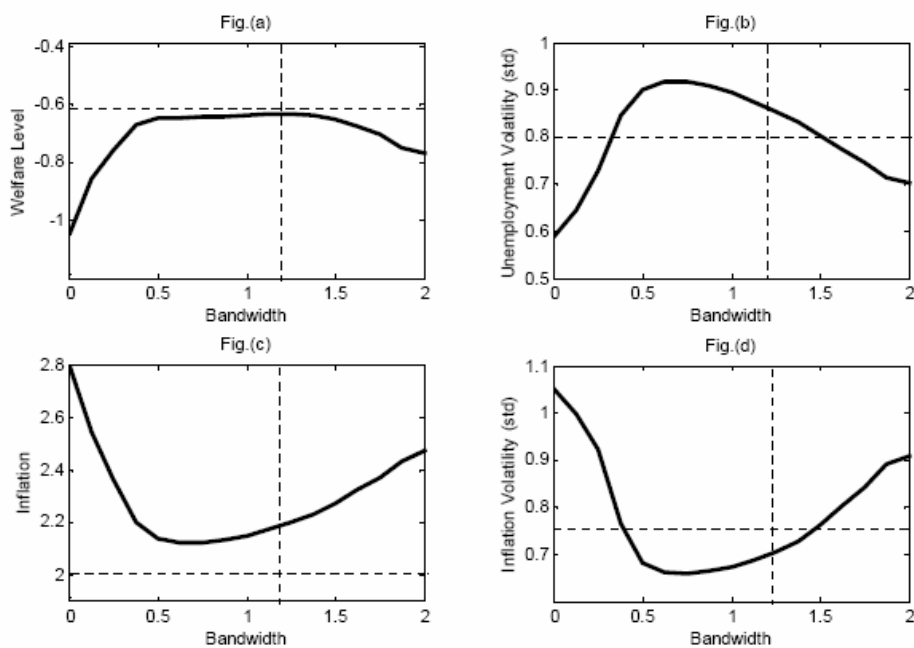 Fig.(a)
Welfare Level
-0.4
-0.6
-0.8
-1
0 0.5 1 1.5 2
Bandwidth
Fig.(b)
Unemployment Volatility (std)
1
0.9
0.8
0.7
0.6
0.5
0 0.5 1 1.5 2
Bandwidth
Fig.(c)
Inflation
2.8
2.6
2.4
2.2
2
0 0.5 1 1.5 2
Bandwidth
Fig.(d)
Inflation Volatility (std)
1.1
1
0.9
0.8
0.7
0 0.5 1 1.5 2
Bandwidth